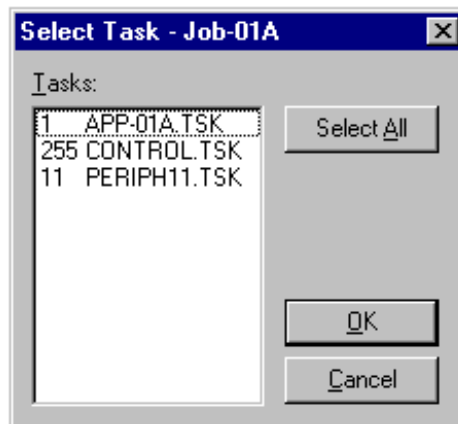 Select Task - Job-01A
Tasks:
1 APP-01A.TSK
255 CONTROL.TSK
11 PERIPH11.TSK
Select All
OK
Cancel